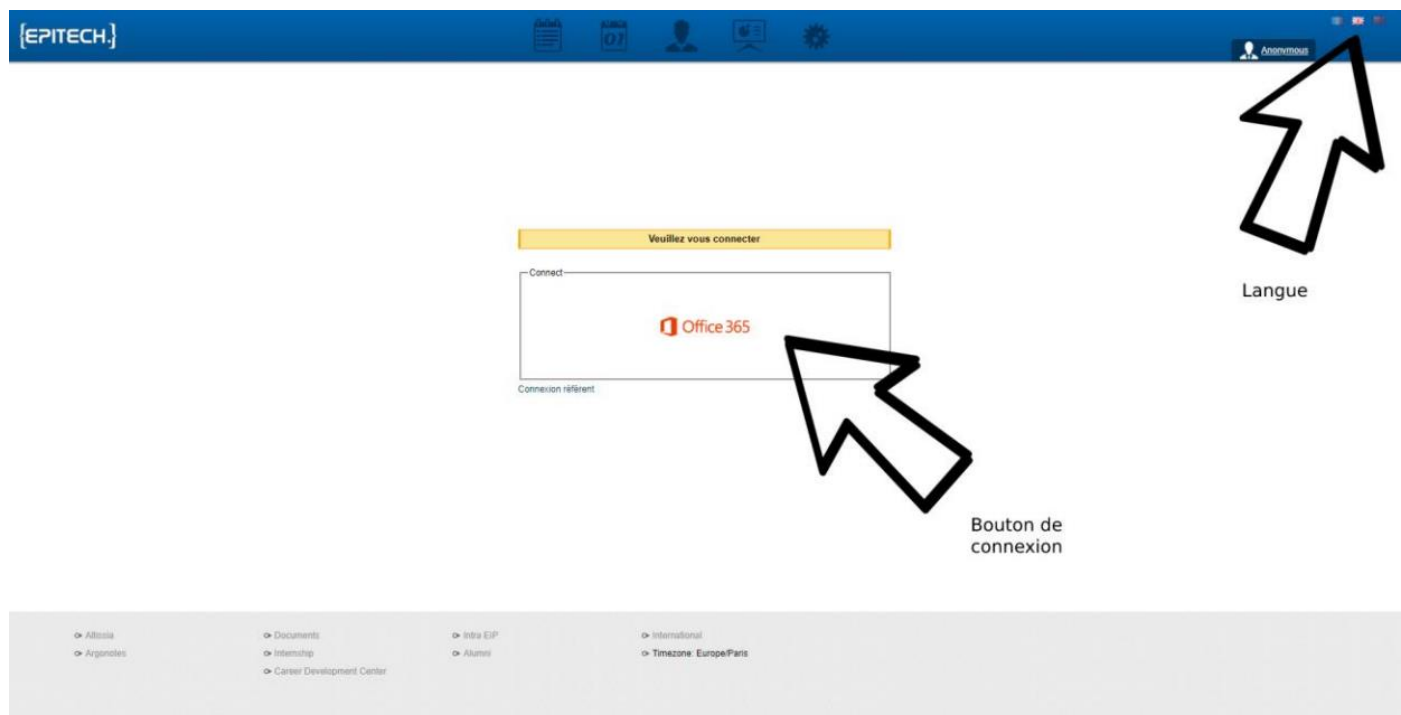 {EPITECH.}
07
Anonymous
Veuillez vous connecter
Connect
Office 365
Connexion référent
Langue
Bouton de
connexion
Altissia
Argonotes
Documents
Internship
Career Development Center
Intra EIP
Alumni
International
Timezone: Europe/Paris